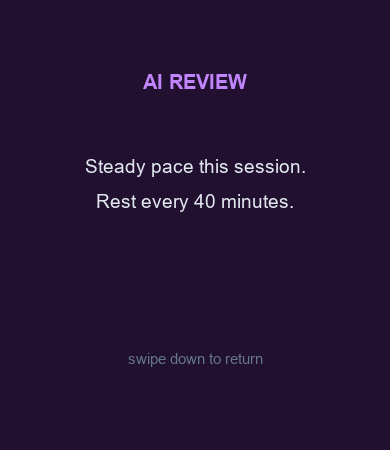 AI REVIEW
Steady pace this session.
Rest every 40 minutes.
swipe down to return